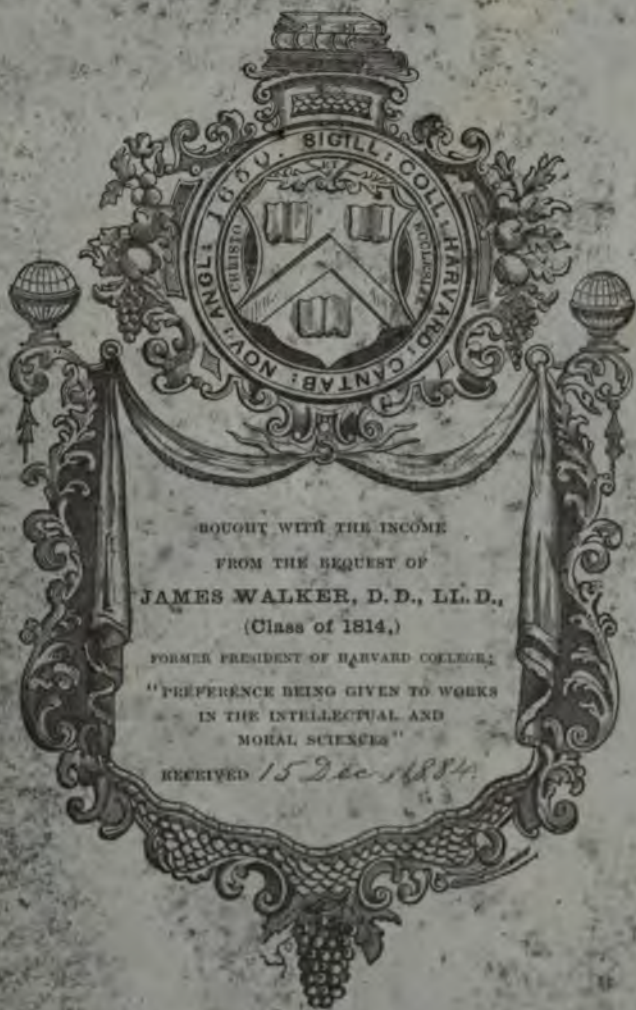 SIGILL : COLL : HARVARD : CANTAB : NOV : ANGL : 1650.
ET
CHRISTO
ECCLESIÆ
BOUGHT WITH THE INCOME
FROM THE BEQUEST OF
JAMES WALKER, D.D., LL.D.,
(Class of 1814,)
FORMER PRESIDENT OF HARVARD COLLEGE;
"PREFERENCE BEING GIVEN TO WORKS
IN THE INTELLECTUAL AND
MORAL SCIENCES"
RECEIVED 15 Dec. 1884.